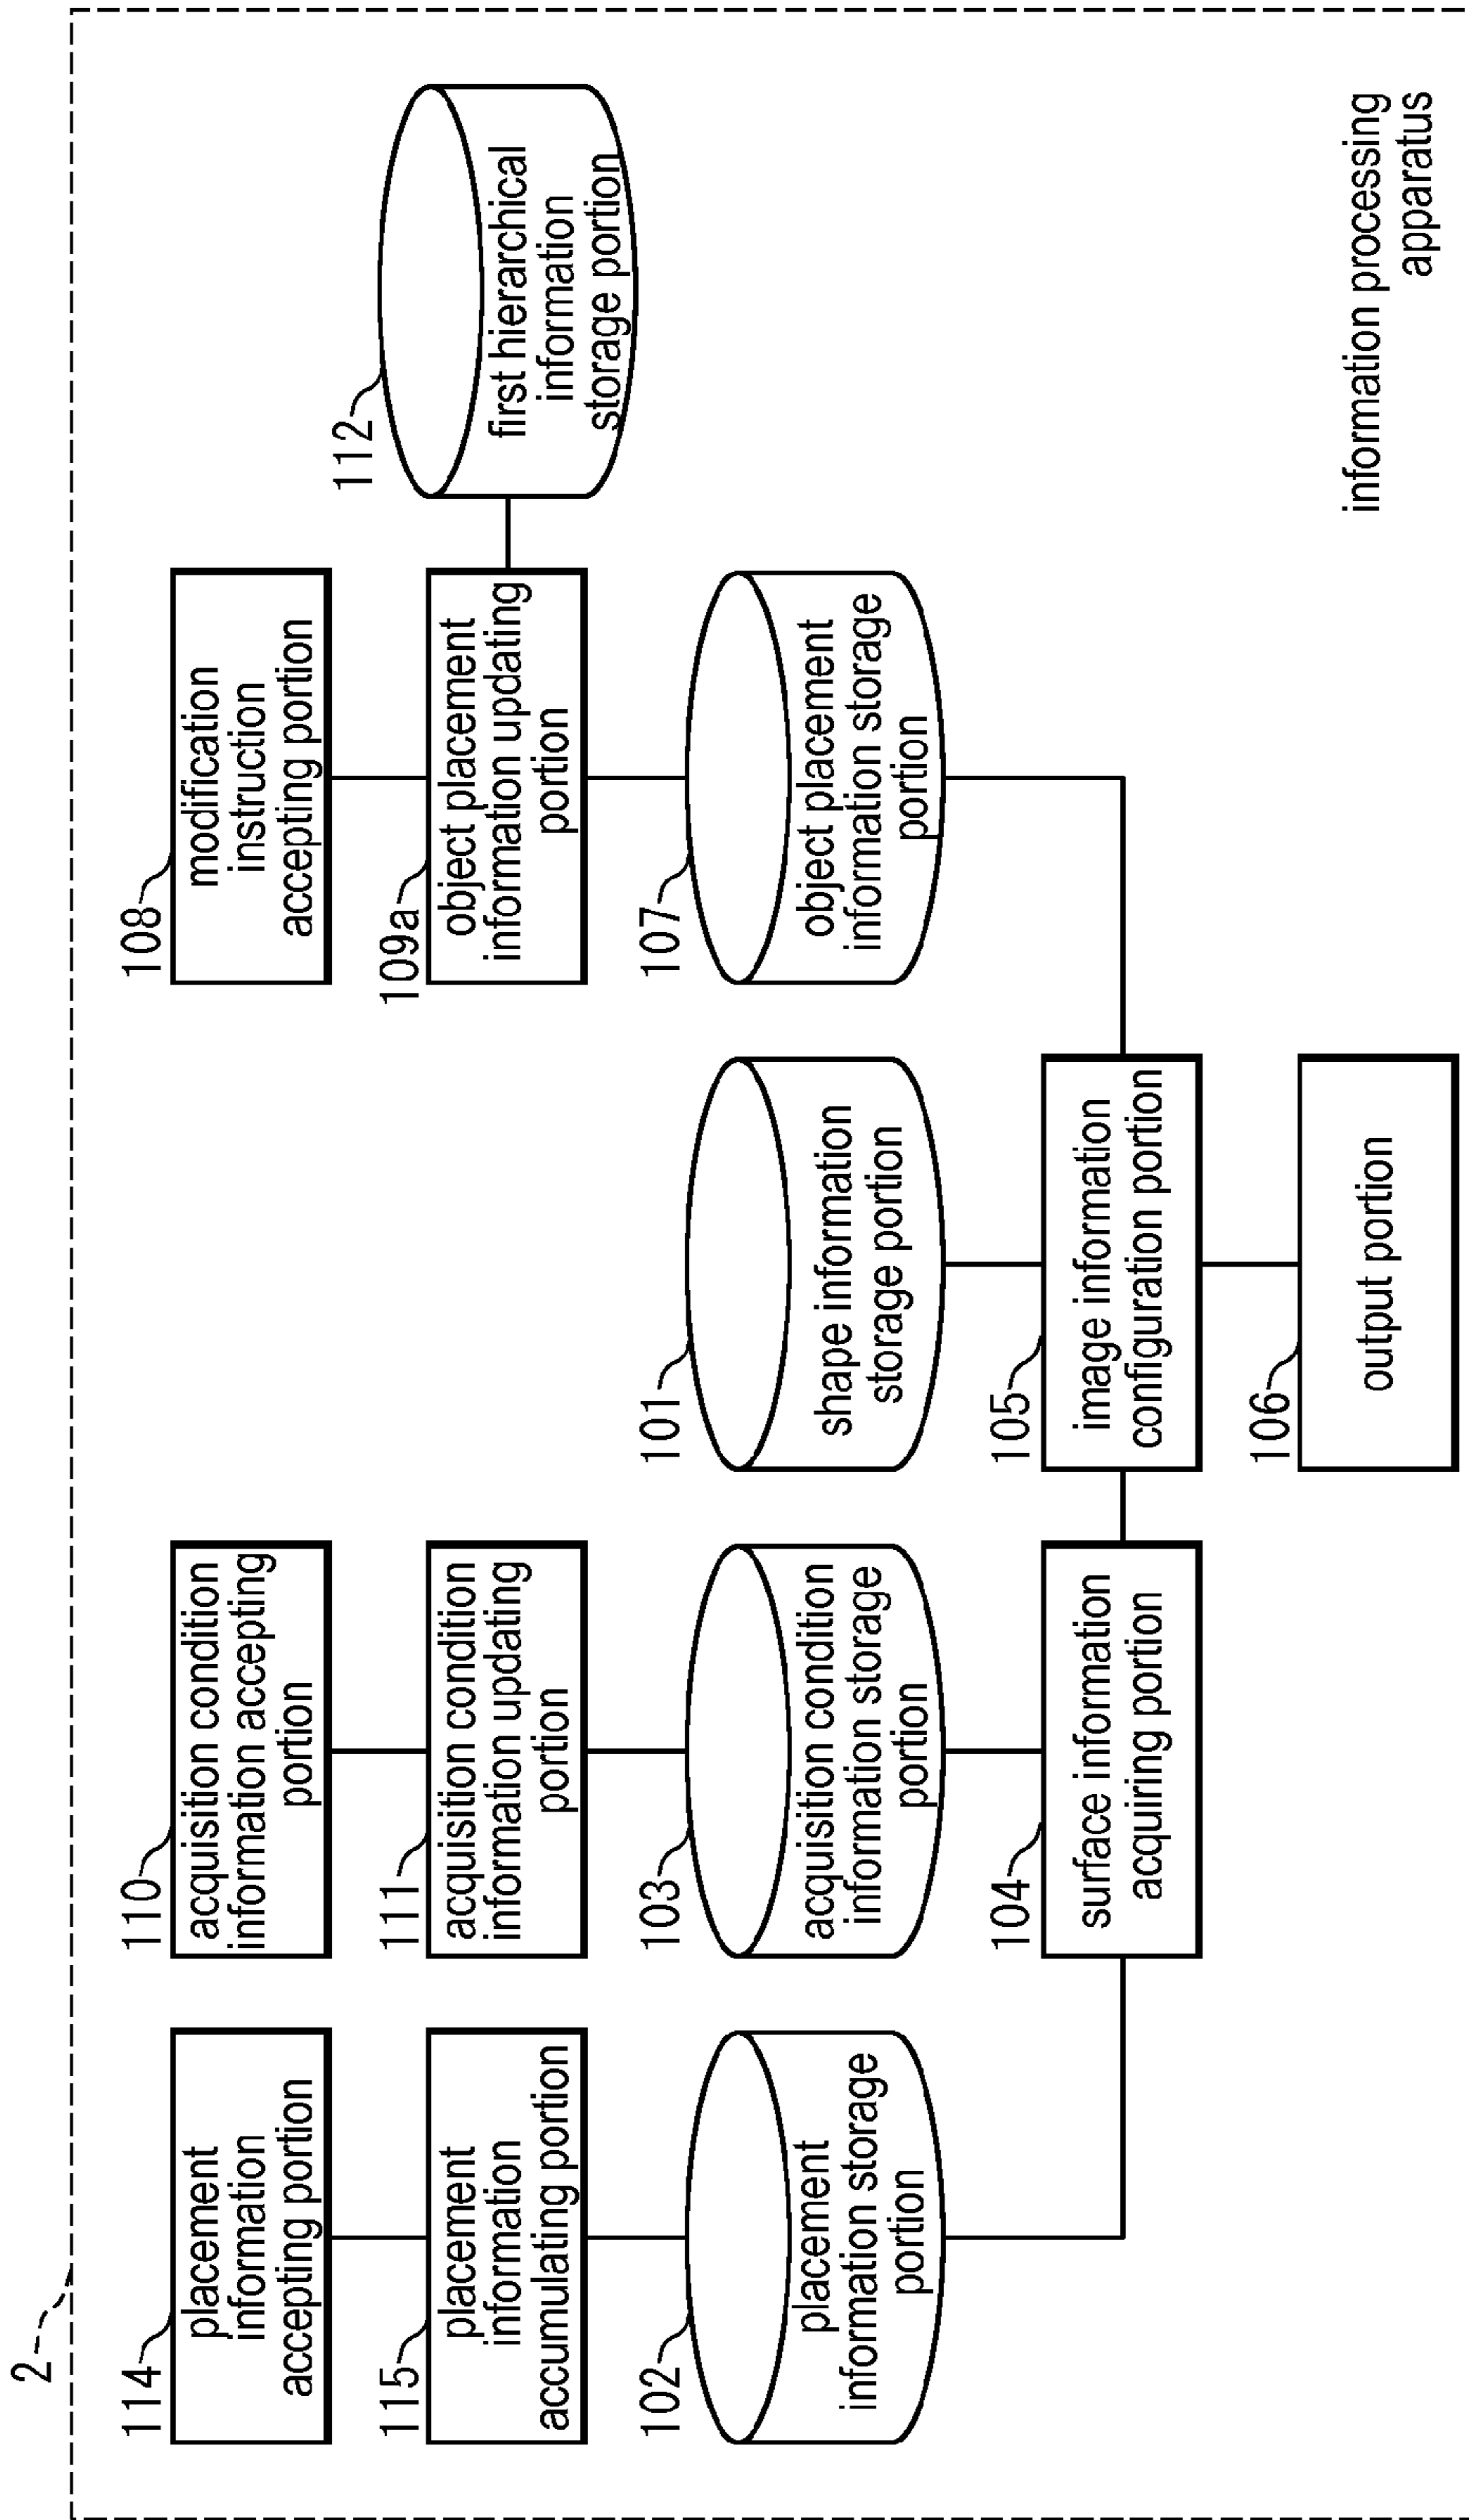 2
114
placement
information
accepting portion
110
acquisition condition
information accepting
portion
108
modification
instruction
accepting portion
115
placement
information
accumulating portion
111
acquisition condition
information updating
portion
109a
object placement
information updating
portion
112
first hierarchical
information
storage portion
102
placement
information storage
portion
103
acquisition condition
information storage
portion
101
shape information
storage portion
107
object placement
information storage
portion
104
surface information
acquiring portion
105
image information
configuration portion
106
output portion
information processing
apparatus